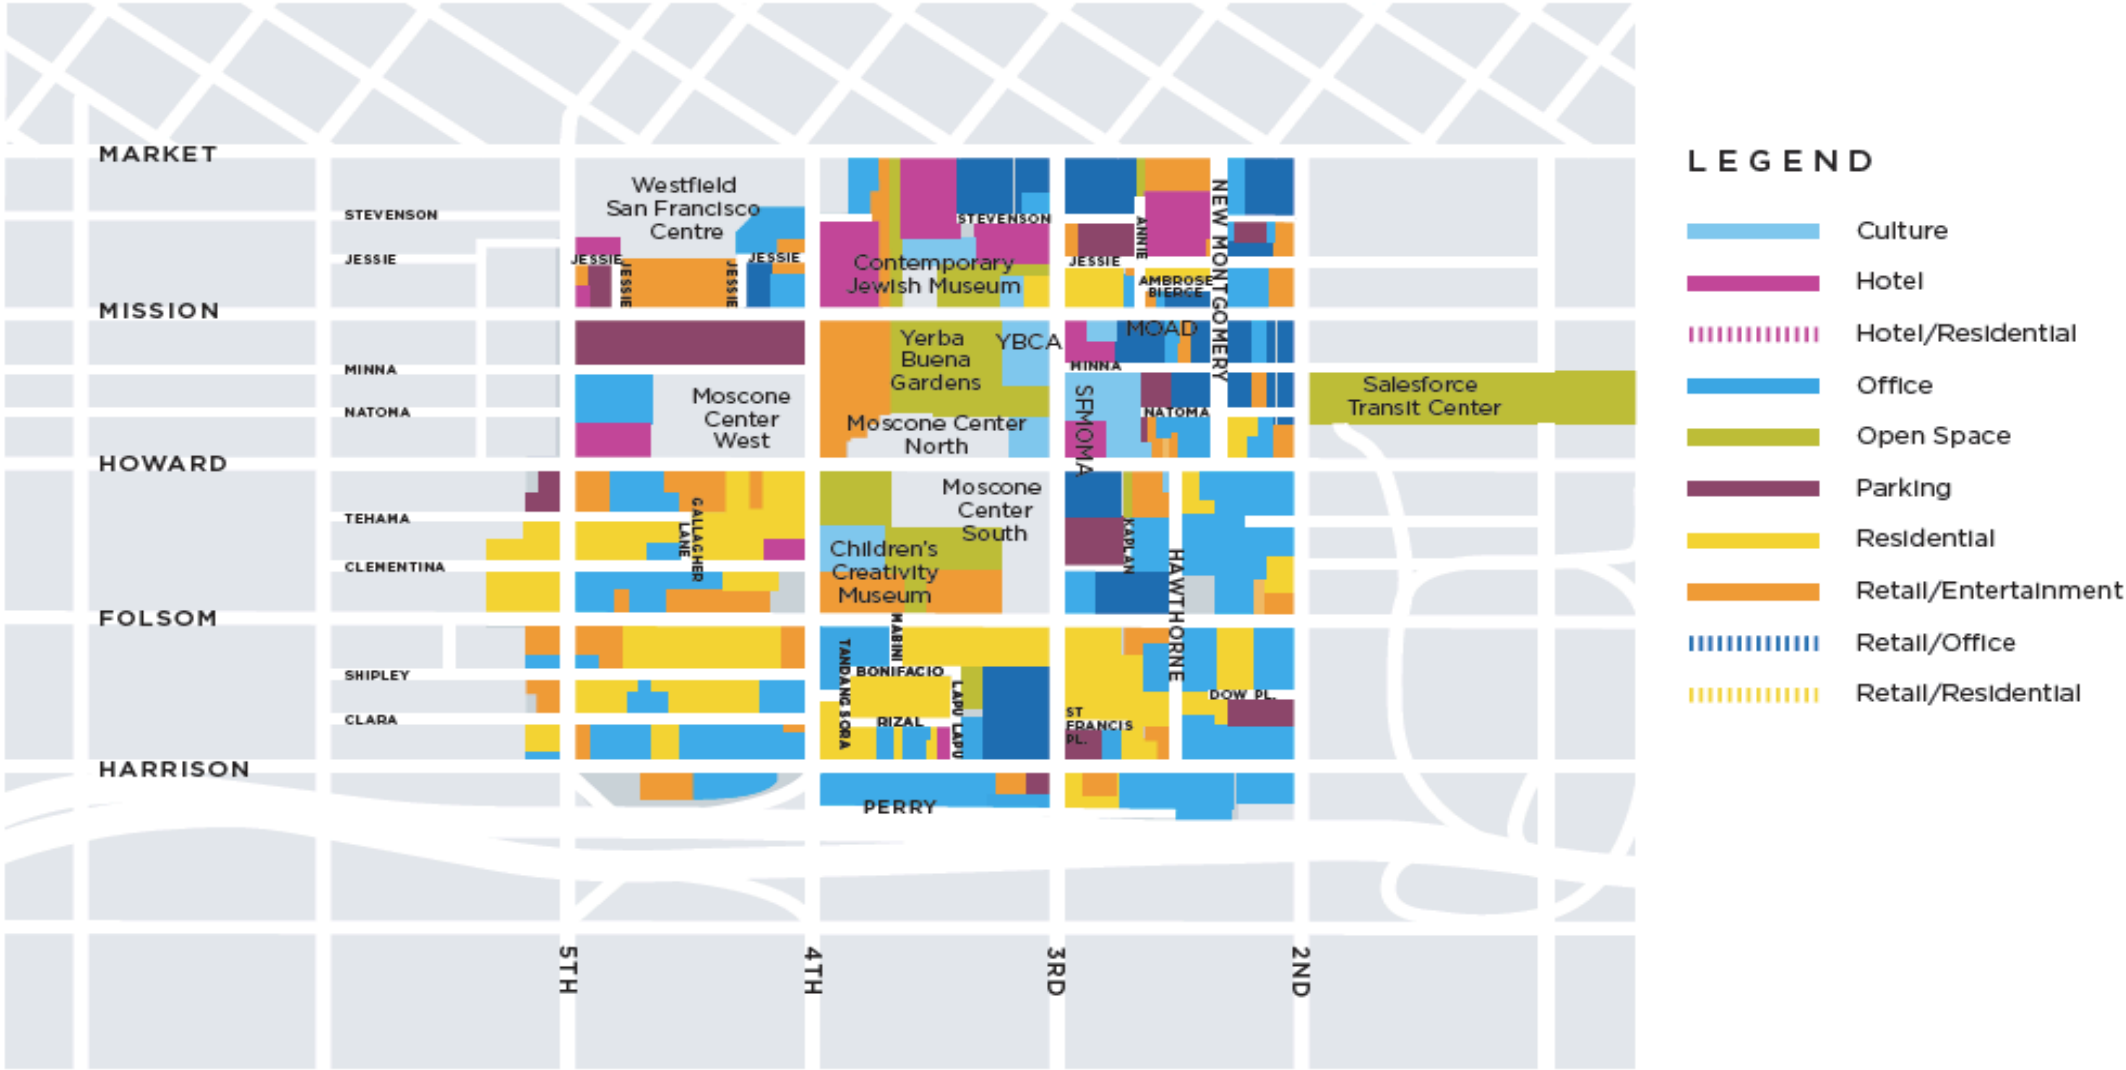 MARKET
STEVENSON
JESSIE
MISSION
MINNA
NATOMA
HOWARD
TEHAMA
CLEMENTINA
FOLSOM
SHIPLEY
CLARA
HARRISON
Westfield
San Francisco
Centre
JESSIE
JESSIE
JESSIE
JESSIE
STEVENSON
Contemporary
Jewish Museum
ANNIE
JESSIE
AMBROSE
BIERCE
NEW MONTGOMERY
Yerba
Buena
Gardens
YBCA
MOAD
MINNA
Moscone
Center
West
Moscone Center
North
SFMOMA
NATOMA
Salesforce
Transit Center
GALLAGHER
LANE
Moscone
Center
South
Children's
Creativity
Museum
KAPLAN
HAWTHORNE
MABINI
TANDANG SORA
BONIFACIO
LAPU LAPU
RIZAL
ST
FRANCIS
PL.
DOW PL.
PERRY
5TH
4TH
3RD
2ND
LEGEND
Culture
Hotel
Hotel/Residential
Office
Open Space
Parking
Residential
Retail/Entertainment
Retail/Office
Retail/Residential